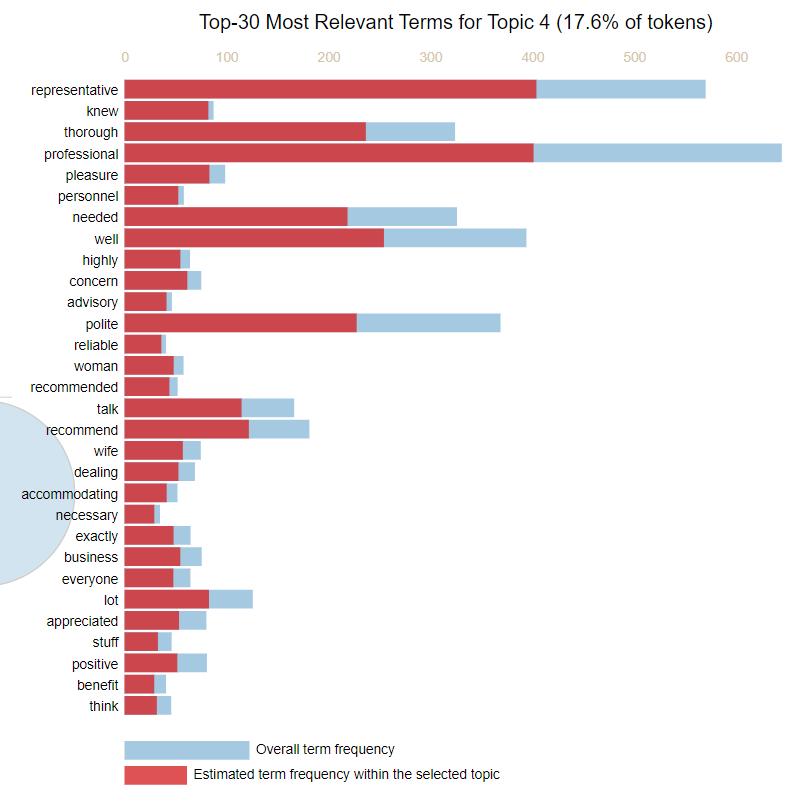 Top-30 Most Relevant Terms for Topic 4 (17.6% of tokens)
0 100 200 300 400 500 600
representative
knew
thorough
professional
pleasure
personnel
needed
well
highly
concern
advisory
polite
reliable
woman
recommended
talk
recommend
wife
dealing
accommodating
necessary
exactly
business
everyone
lot
appreciated
stuff
positive
benefit
think
Overall term frequency
Estimated term frequency within the selected topic